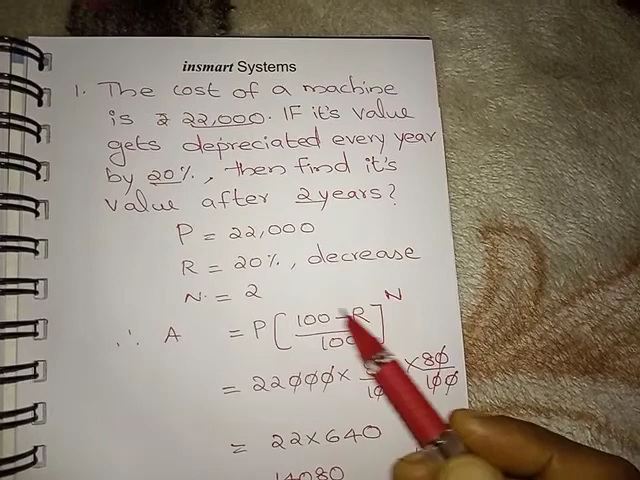 insmart Systems
1. The cost of a machine
is ₹ 22,000. IF it's value
gets depreciated every year
by 20%, then find it's
value after 2 years?
P = 22,000
R = 20%, decrease
N = 2
∴ A = P [ 100 - R / 100 ] N
= 22000 × × 80 / 100
= 22 × 640
14080